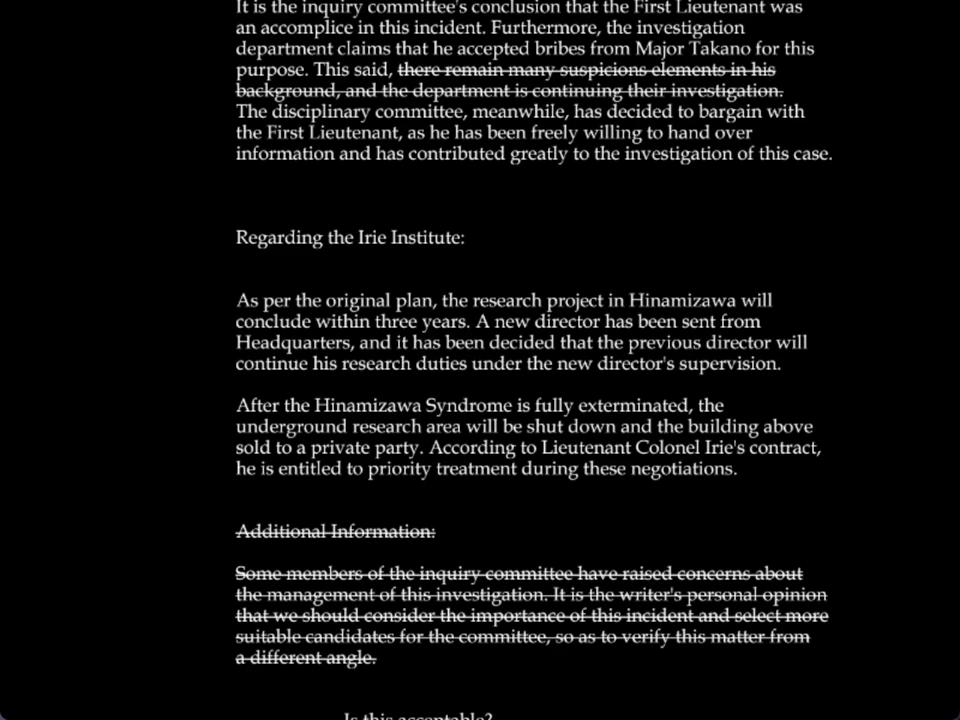 It is the inquiry committee's conclusion that the First Lieutenant was
an accomplice in this incident. Furthermore, the investigation
department claims that he accepted bribes from Major Takano for this
purpose. This said, there remain many suspicions elements in his
background, and the department is continuing their investigation.
The disciplinary committee, meanwhile, has decided to bargain with
the First Lieutenant, as he has been freely willing to hand over
information and has contributed greatly to the investigation of this case.
Regarding the Irie Institute:
As per the original plan, the research project in Hinamizawa will
conclude within three years. A new director has been sent from
Headquarters, and it has been decided that the previous director will
continue his research duties under the new director's supervision.
After the Hinamizawa Syndrome is fully exterminated, the
underground research area will be shut down and the building above
sold to a private party. According to Lieutenant Colonel Irie's contract,
he is entitled to priority treatment during these negotiations.
Additional Information:
Some members of the inquiry committee have raised concerns about
the management of this investigation. It is the writer's personal opinion
that we should consider the importance of this incident and select more
suitable candidates for the committee, so as to verify this matter from
a different angle.
Is this acceptable?